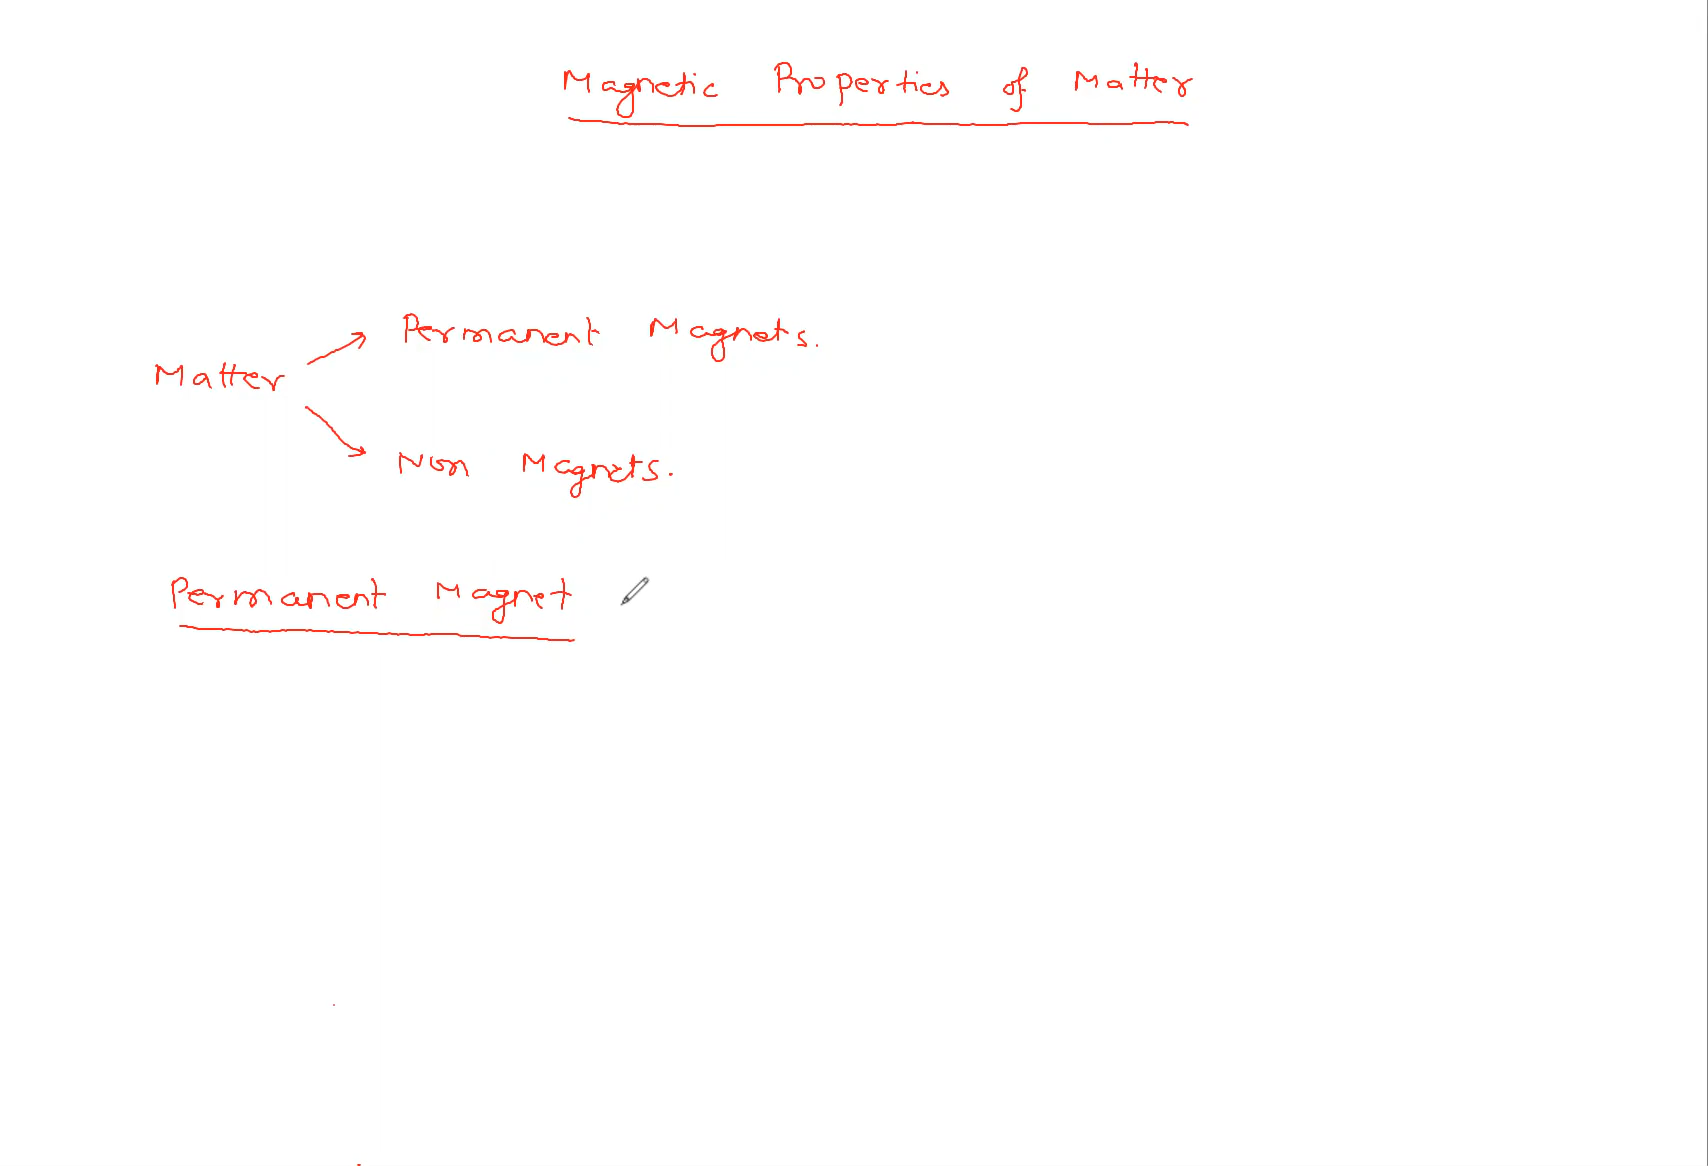 Magnetic Properties of Matter
Permanent Magnets.
Matter
Non Magnets.
Permanent Magnet